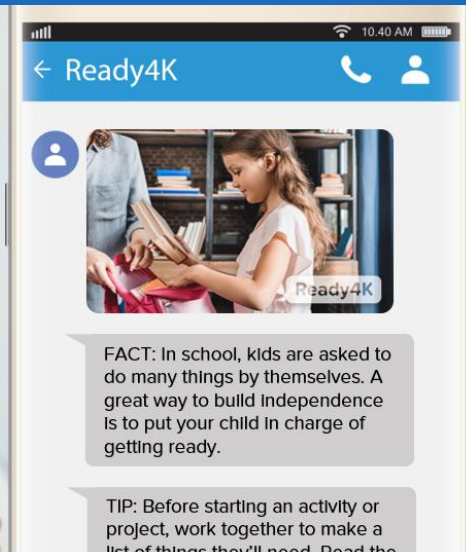 10.40 AM
Ready4K
Ready4K
FACT: In school, kids are asked to
do many things by themselves. A
great way to build independence
is to put your child in charge of
getting ready.
TIP: Before starting an activity or
project, work together to make a
list of things they'll need. Read the